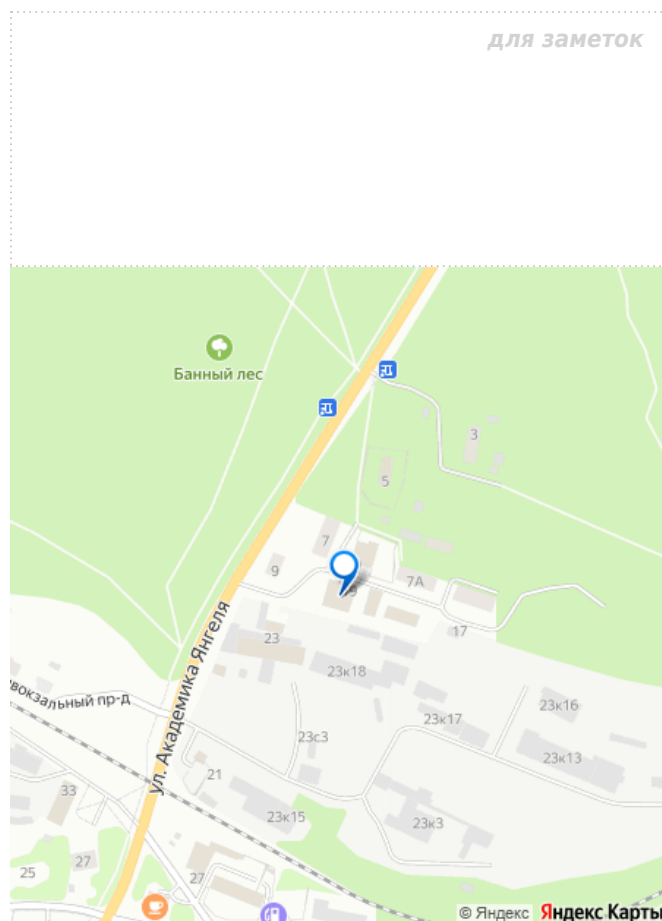 для заметок
Банный лес
3
5
7
9
7А
17
ул. Академика Янгеля
23
23к18
вокзальный пр-д
23к16
23к17
23с3
23к13
21
33
23к15
23к3
27
25
27
© Яндекс Яндекс Карты